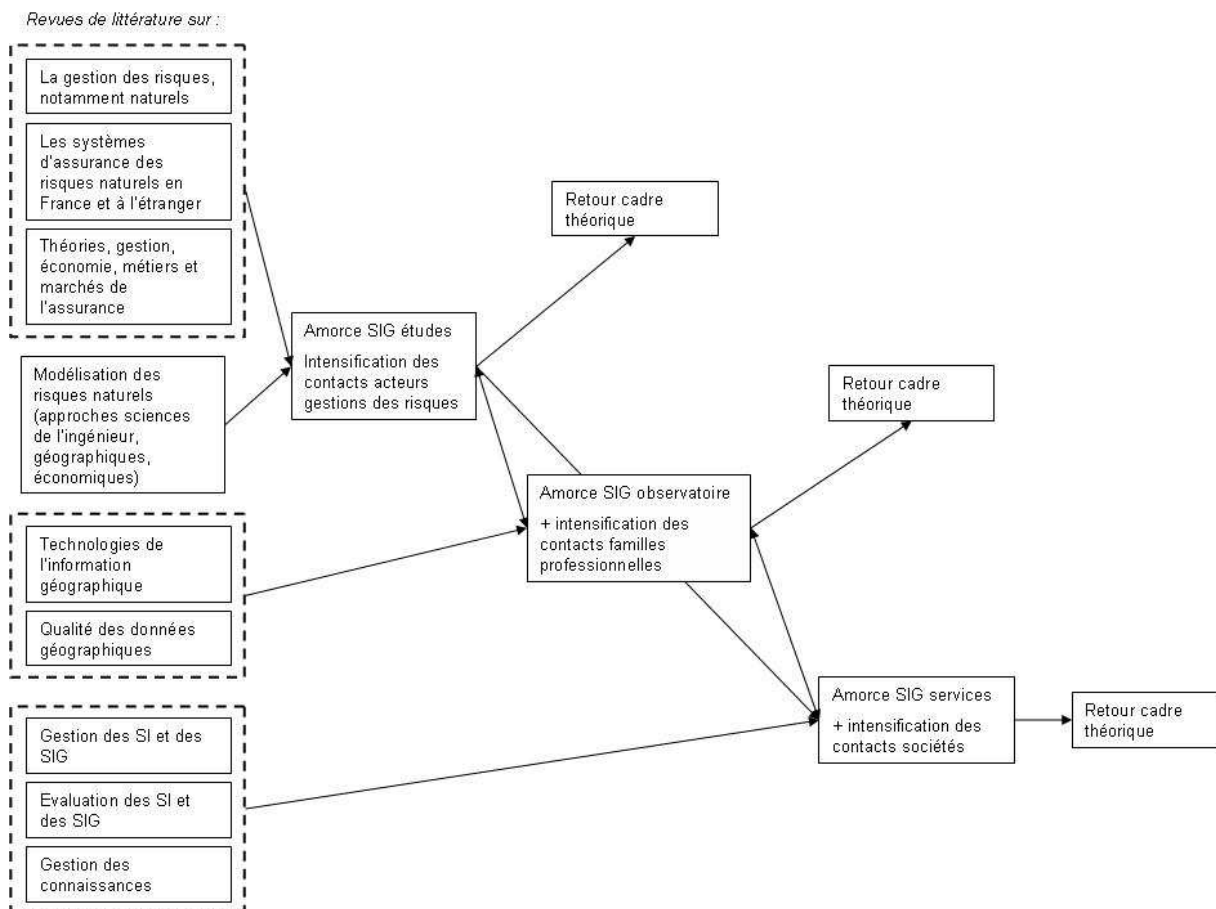 Revues de littérature sur :
La gestion des risques,
notamment naturels
Les systèmes
d'assurance des
risques naturels en
France et à l'étranger
Théories, gestion,
économie, métiers et
marchés de
l'assurance
Modélisation des
risques naturels
(approches sciences
de l'ingénieur,
géographiques,
économiques)
Technologies de
l'information
géographique
Qualité des données
géographiques
Gestion des SI et des
SIG
Evaluation des SI et
des SIG
Gestion des
connaissances
Amorce SIG études
Intensification des
contacts acteurs
gestions des risques
Retour cadre
théorique
Amorce SIG observatoire
+ intensification des
contacts familles
professionnelles
Retour cadre
théorique
Amorce SIG services
+ intensification des
contacts sociétés
Retour cadre
théorique